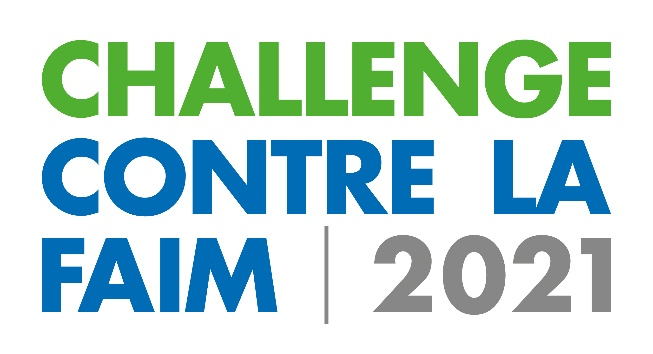 CHALLENGE
CONTRE LA
FAIM | 2021